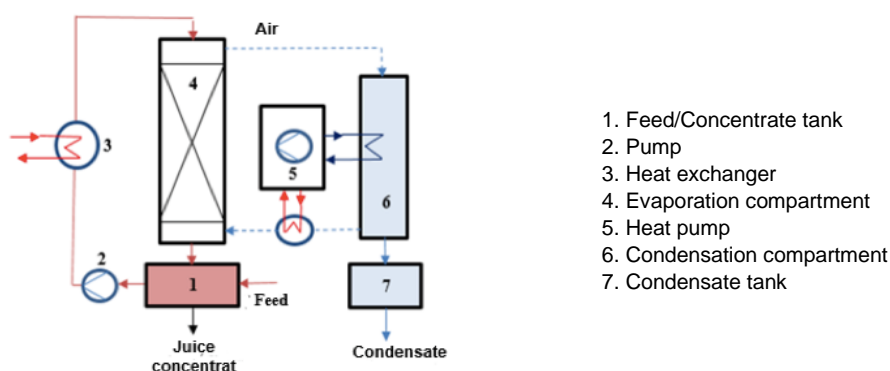 Air
4
3
5
6
2
1
Feed
7
Juice
concentrat
Condensate
1. Feed/Concentrate tank
2. Pump
3. Heat exchanger
4. Evaporation compartment
5. Heat pump
6. Condensation compartment
7. Condensate tank